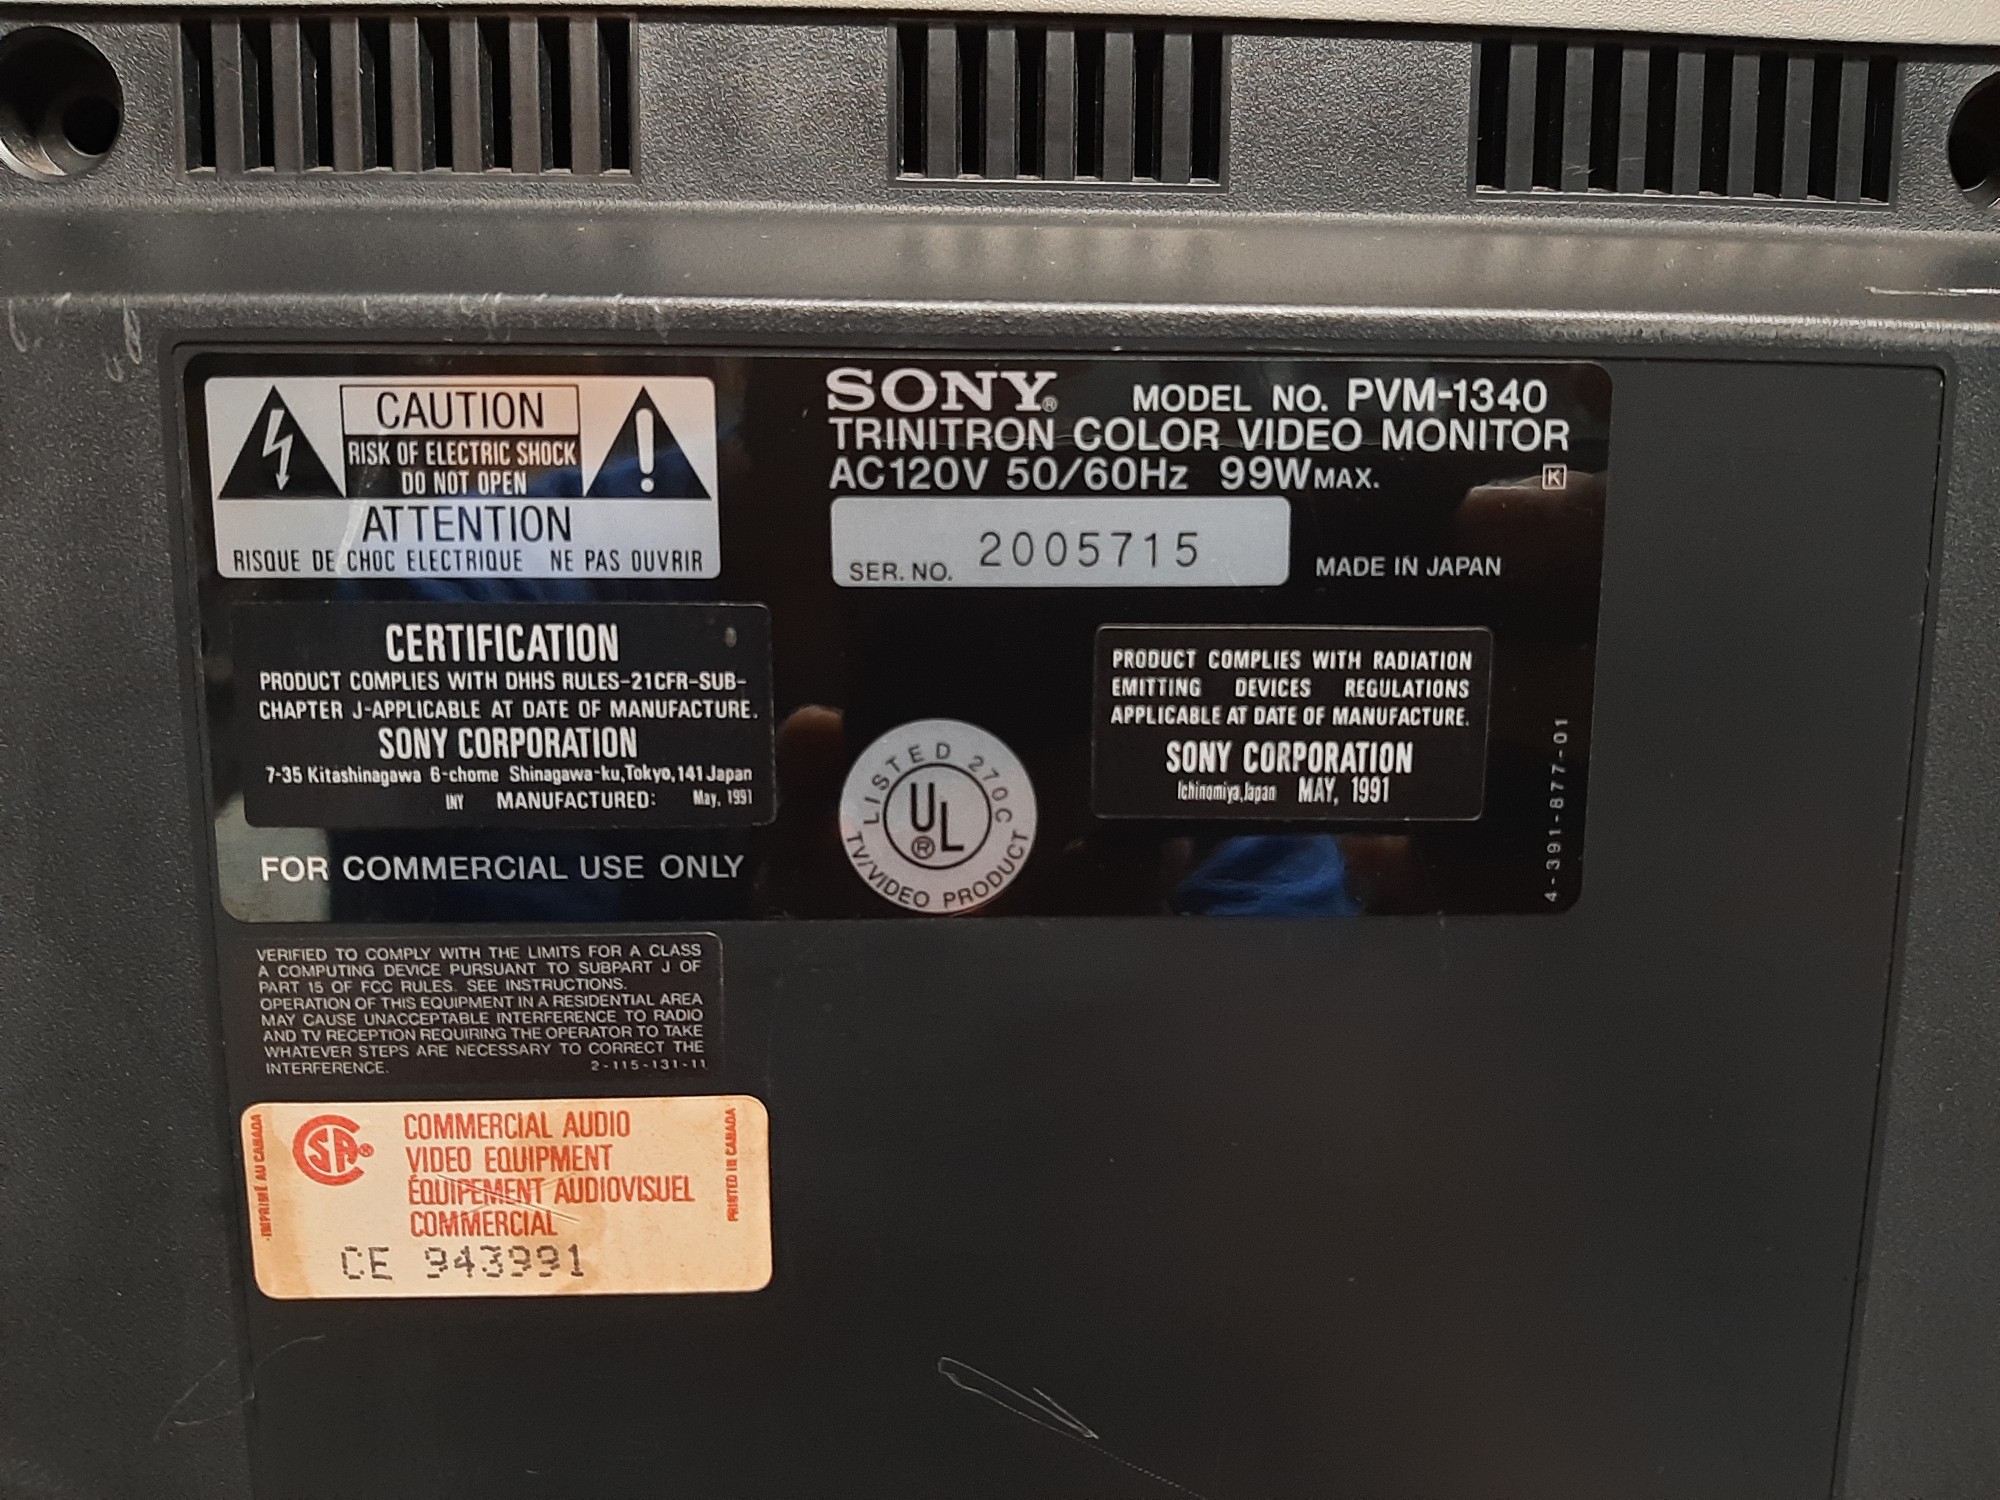 CAUTION
RISK OF ELECTRIC SHOCK
DO NOT OPEN
ATTENTION
RISQUE DE CHOC ELECTRIQUE NE PAS OUVRIR
SONY® MODEL NO. PVM-1340
TRINITRON COLOR VIDEO MONITOR
AC120V 50/60Hz 99W MAX.
K
SER. NO. 2005715
MADE IN JAPAN
CERTIFICATION
PRODUCT COMPLIES WITH DHHS RULES-21CFR-SUB-
CHAPTER J-APPLICABLE AT DATE OF MANUFACTURE.
SONY CORPORATION
7-35 Kitashinagawa 6-chome Shinagawa-ku,Tokyo,141 Japan
INY MANUFACTURED: May, 1991
FOR COMMERCIAL USE ONLY
LISTED 270C
UL®
TV/VIDEO PRODUCT
PRODUCT COMPLIES WITH RADIATION
EMITTING DEVICES REGULATIONS
APPLICABLE AT DATE OF MANUFACTURE.
SONY CORPORATION
Ichinomiya,Japan MAY, 1991
4-391-877-01
VERIFIED TO COMPLY WITH THE LIMITS FOR A CLASS
A COMPUTING DEVICE PURSUANT TO SUBPART J OF
PART 15 OF FCC RULES. SEE INSTRUCTIONS.
OPERATION OF THIS EQUIPMENT IN A RESIDENTIAL AREA
MAY CAUSE UNACCEPTABLE INTERFERENCE TO RADIO
AND TV RECEPTION REQUIRING THE OPERATOR TO TAKE
WHATEVER STEPS ARE NECESSARY TO CORRECT THE
INTERFERENCE. 2-115-131-11
IMPRIMÉ AU CANADA
CSA®
COMMERCIAL AUDIO
VIDEO EQUIPMENT
ÉQUIPEMENT AUDIOVISUEL
COMMERCIAL
CE 943991
PRINTED IN CANADA